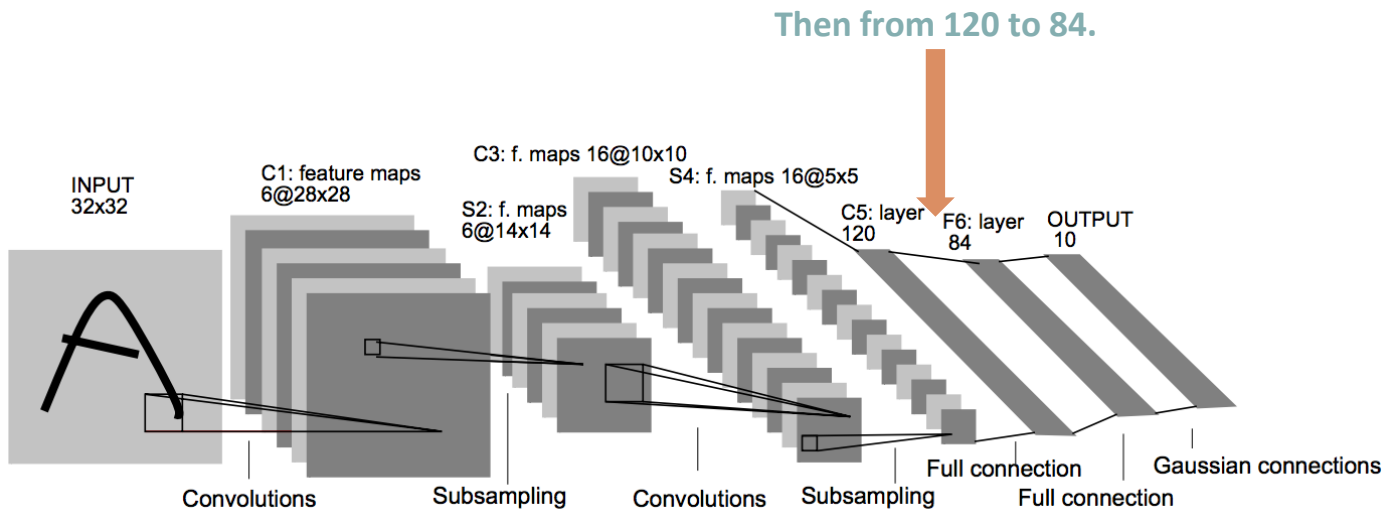 Then from 120 to 84.
INPUT
32x32
C1: feature maps
6@28x28
S2: f. maps
6@14x14
C3: f. maps 16@10x10
S4: f. maps 16@5x5
C5: layer
120
F6: layer
84
OUTPUT
10
Convolutions
Subsampling
Convolutions
Subsampling
Full connection
Full connection
Gaussian connections